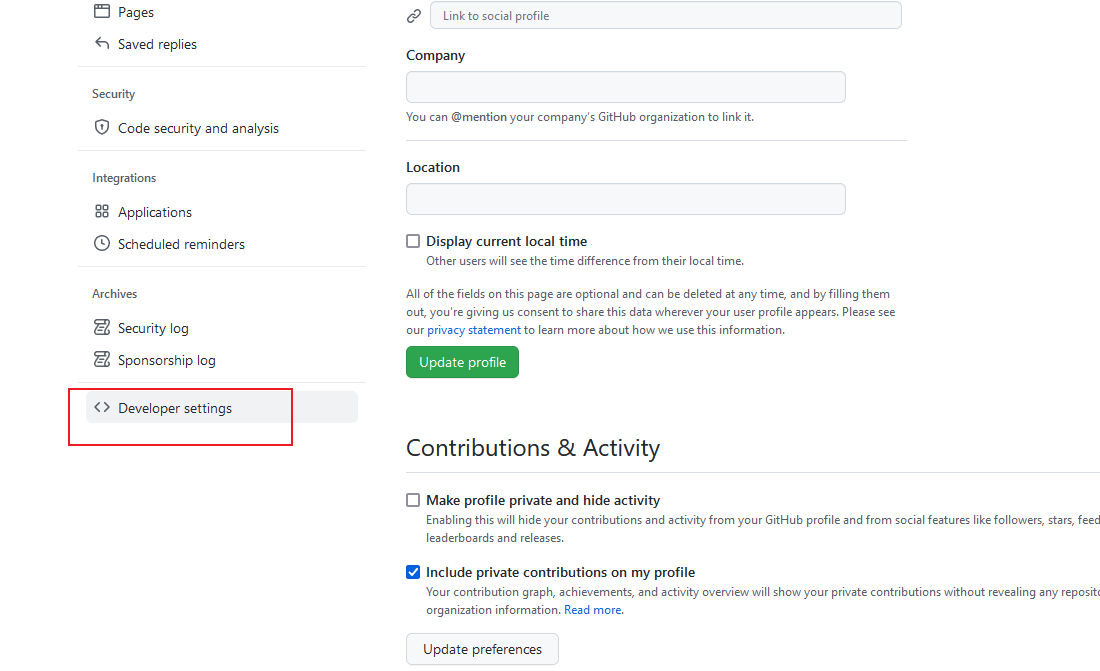 Pages
Saved replies
Security
Code security and analysis
Integrations
Applications
Scheduled reminders
Archives
Security log
Sponsorship log
Developer settings
Link to social profile
Company
You can @mention your company's GitHub organization to link it.
Location
Display current local time
Other users will see the time difference from their local time.
All of the fields on this page are optional and can be deleted at any time, and by filling them
out, you're giving us consent to share this data wherever your user profile appears. Please see
our privacy statement to learn more about how we use this information.
Update profile
Contributions & Activity
Make profile private and hide activity
Enabling this will hide your contributions and activity from your GitHub profile and from social features like followers, stars, feed
leaderboards and releases.
Include private contributions on my profile
Your contribution graph, achievements, and activity overview will show your private contributions without revealing any
organization information. Read more.
Update preferences